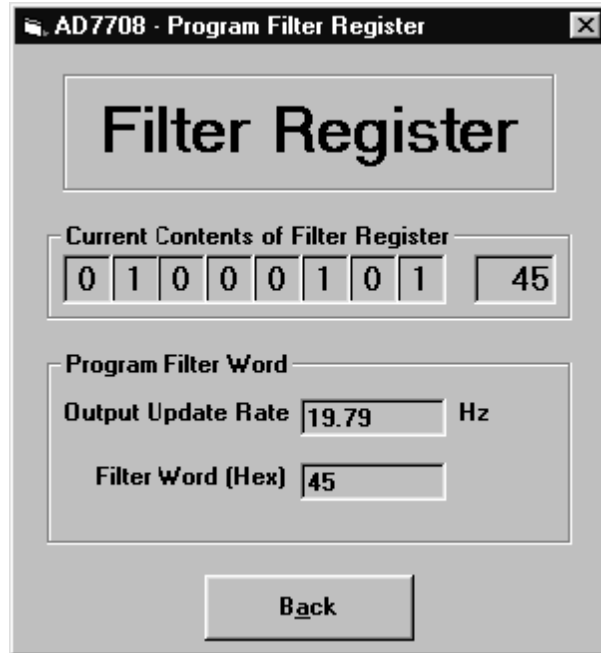 AD7708 - Program Filter Register
Filter Register
Current Contents of Filter Register
0 1 0 0 0 1 0 1 45
Program Filter Word
Output Update Rate 19.79 Hz
Filter Word (Hex) 45
Back